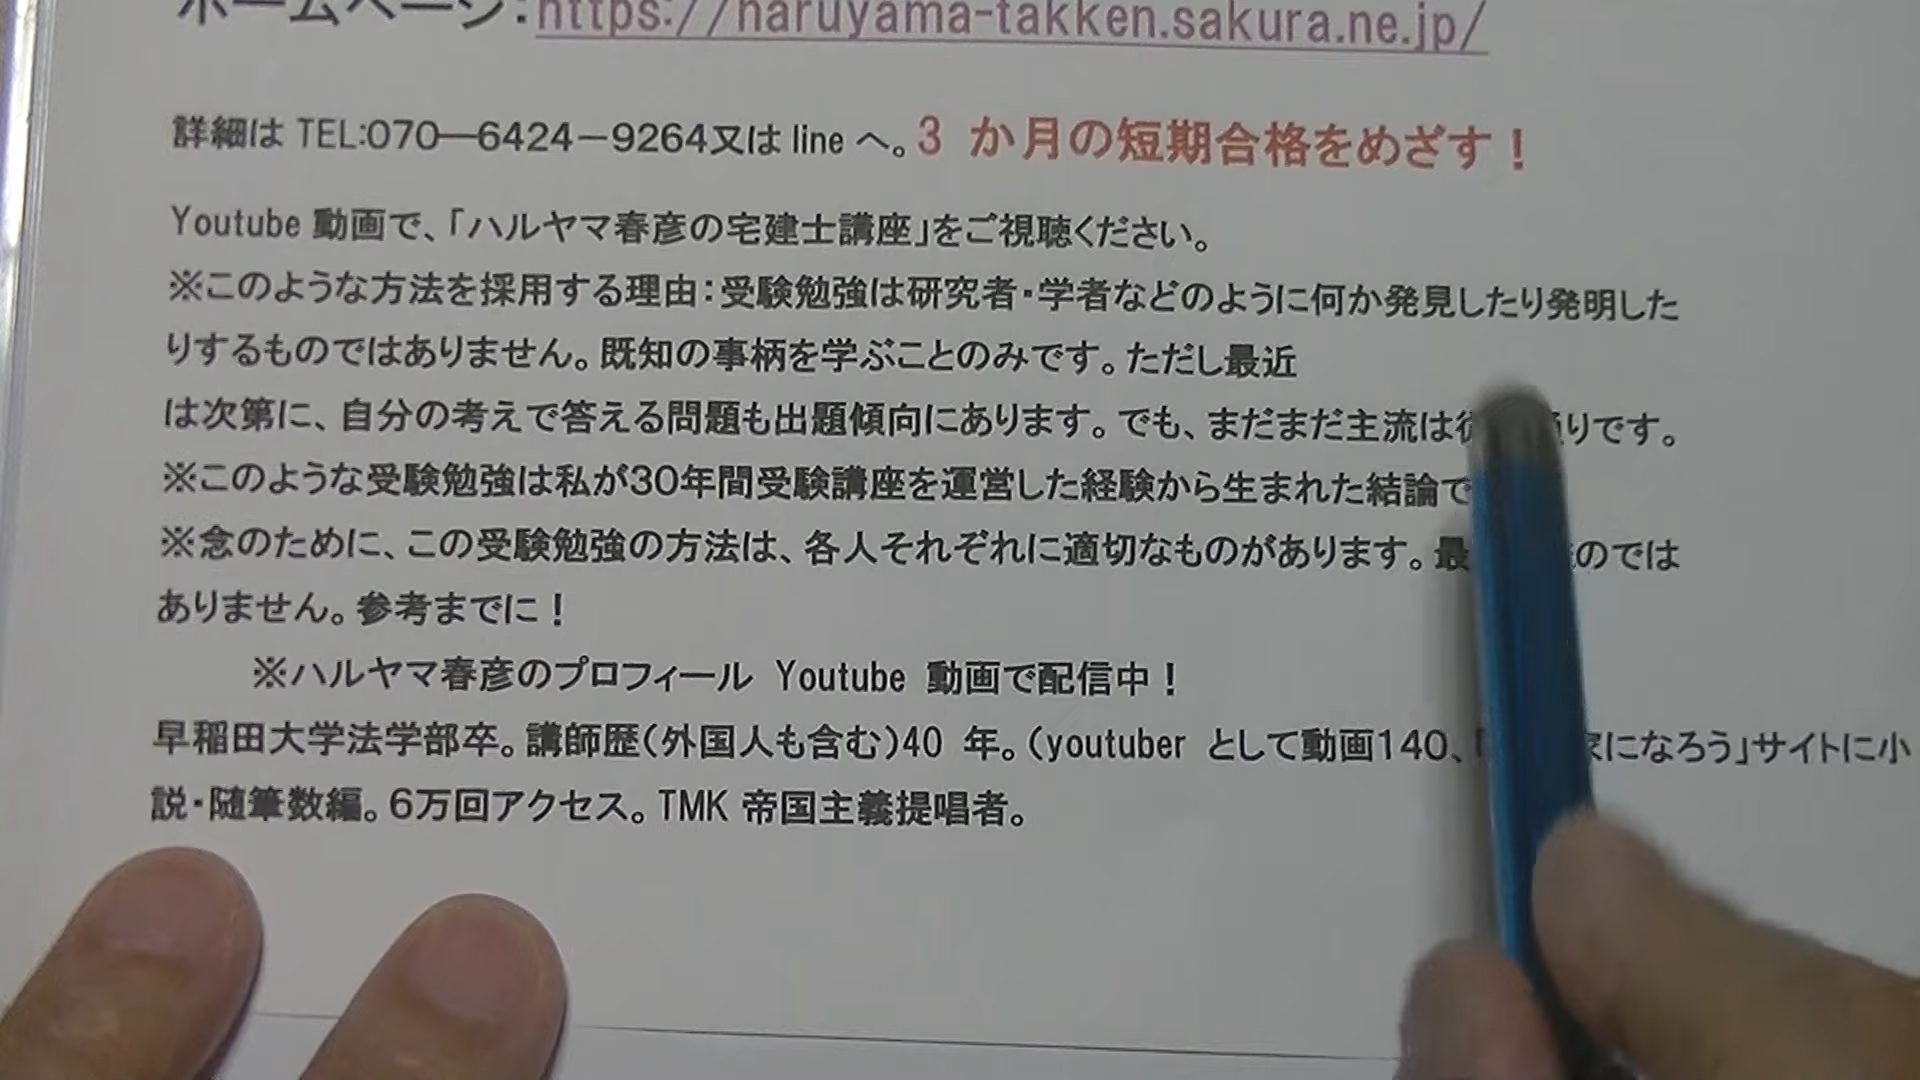 ホームページ：https://haruyama-takken.sakura.ne.jp/
詳細は TEL:070―6424－9264又は line へ。3 か月の短期合格をめざす！
Youtube 動画で、「ハルヤマ春彦の宅建士講座」をご視聴ください。
※このような方法を採用する理由：受験勉強は研究者・学者などのように何か発見したり発明した
りするものではありません。既知の事柄を学ぶことのみです。ただし最近
は次第に、自分の考えで答える問題も出題傾向にあります。でも、まだまだ主流は りです。
※このような受験勉強は私が30年間受験講座を運営した経験から生まれた結論で
※念のために、この受験勉強の方法は、各人それぞれに適切なものがあります。最 のでは
ありません。参考までに！
※ハルヤマ春彦のプロフィール Youtube 動画で配信中！
早稲田大学法学部卒。講師歴（外国人も含む）40 年。（youtuber として動画140、「 家になろう」サイトに小
説・随筆数編。6万回アクセス。TMK 帝国主義提唱者。